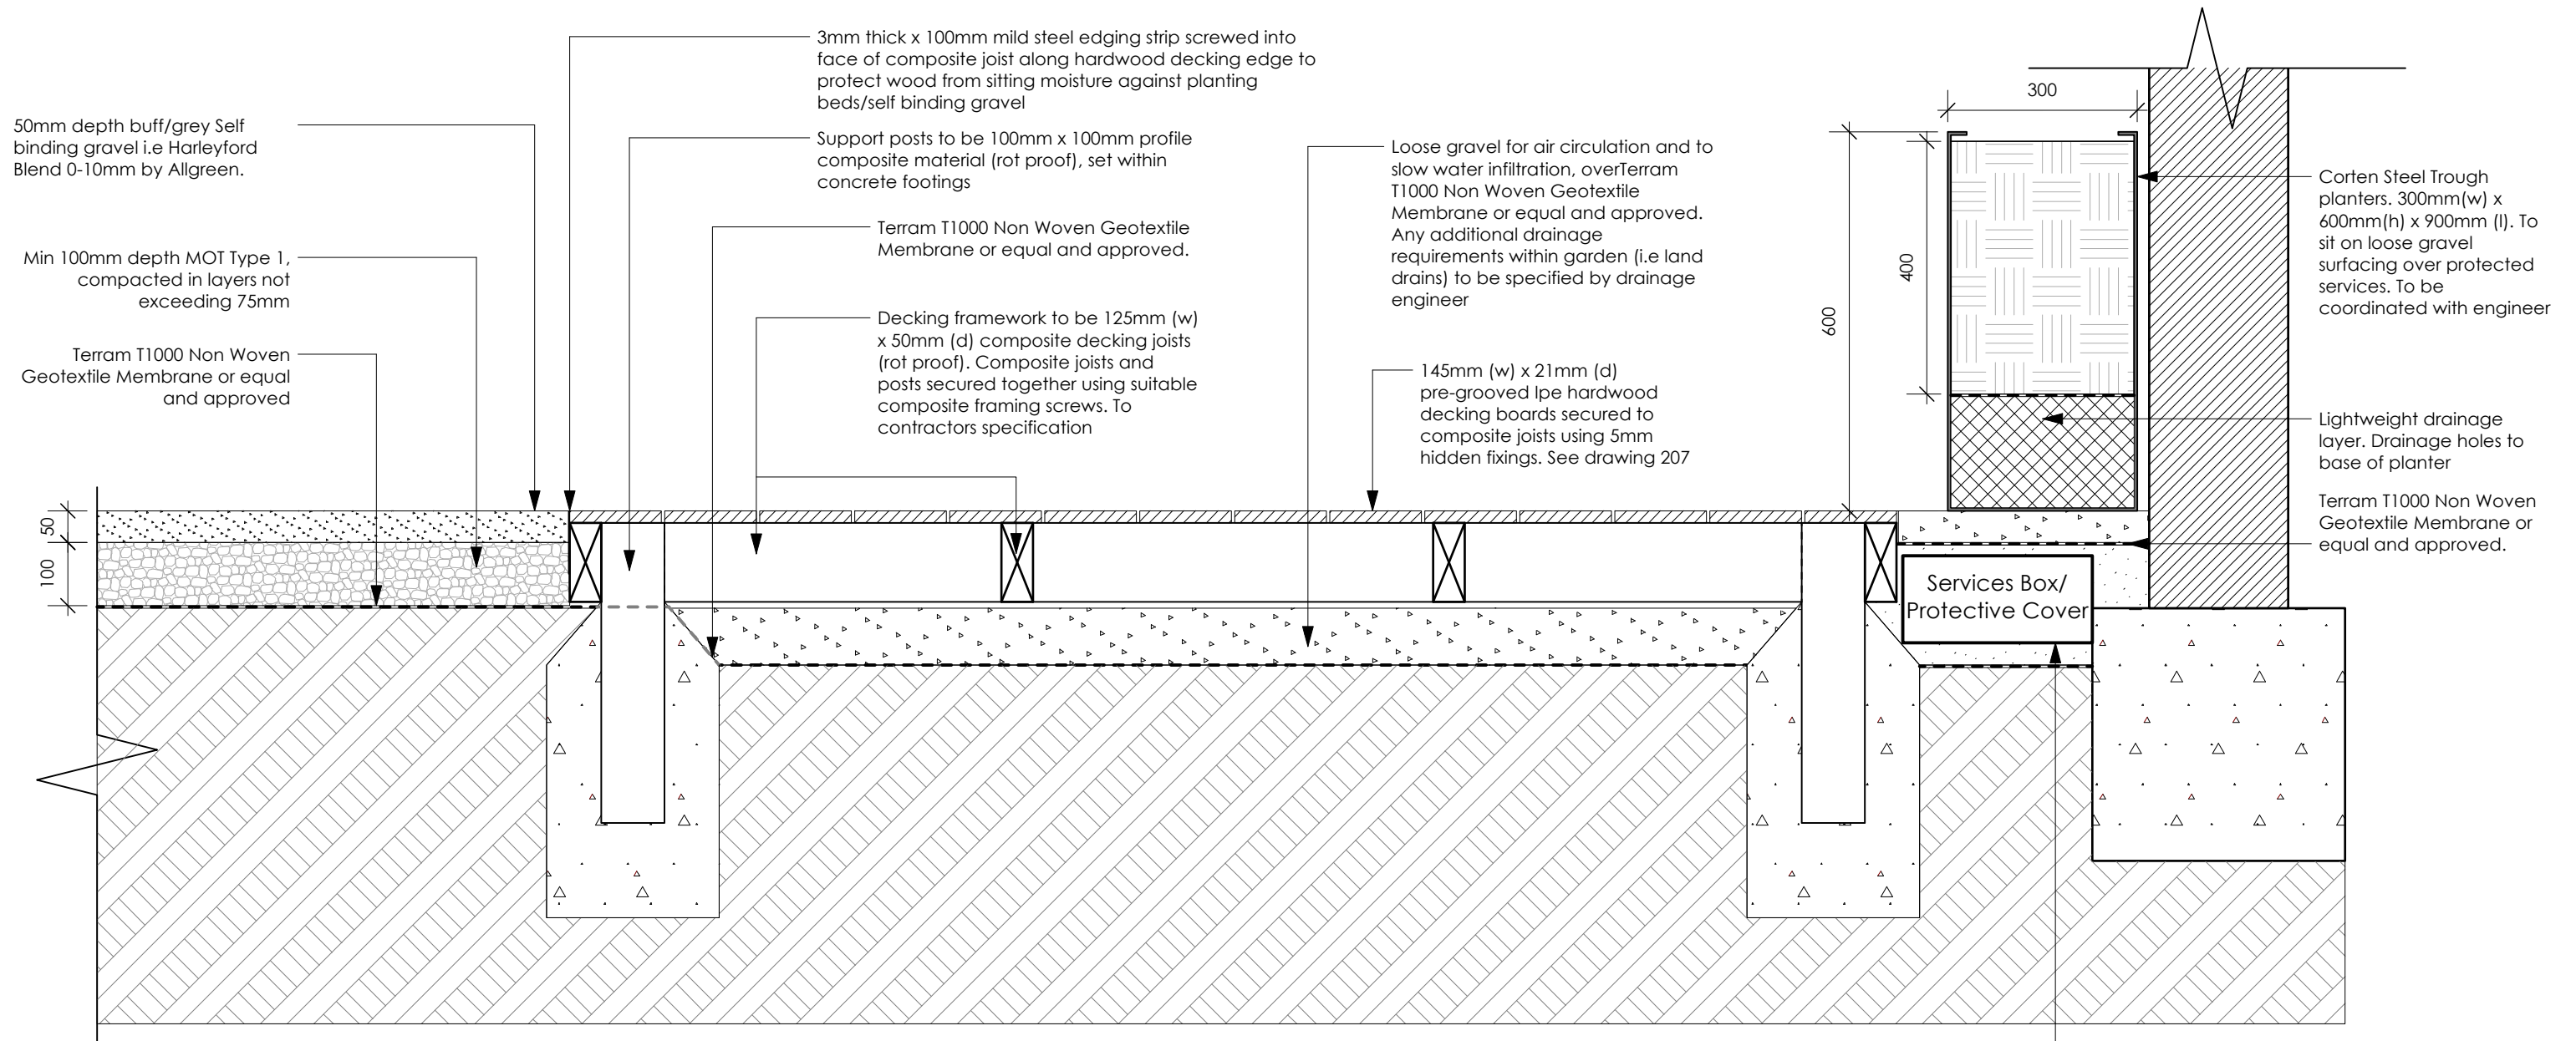 3mm thick x 100mm mild steel edging strip screwed into
face of composite joist along hardwood decking edge to
protect wood from sitting moisture against planting
beds/self binding gravel
50mm depth buff/grey Self
binding gravel i.e Harleyford
Blend 0-10mm by Allgreen.
Support posts to be 100mm x 100mm profile
composite material (rot proof), set within
concrete footings
Min 100mm depth MOT Type 1,
compacted in layers not
exceeding 75mm
Terram T1000 Non Woven Geotextile
Membrane or equal and approved.
Terram T1000 Non Woven
Geotextile Membrane or equal
and approved
Decking framework to be 125mm (w)
x 50mm (d) composite decking joists
(rot proof). Composite joists and
posts secured together using suitable
composite framing screws. To
contractors specification
Loose gravel for air circulation and to
slow water infiltration, overTerram
T1000 Non Woven Geotextile
Membrane or equal and approved.
Any additional drainage
requirements within garden (i.e land
drains) to be specified by drainage
engineer
145mm (w) x 21mm (d)
pre-grooved Ipe hardwood
decking boards secured to
composite joists using 5mm
hidden fixings. See drawing 207
300
400
600
Corten Steel Trough
planters. 300mm(w) x
600mm(h) x 900mm (l). To
sit on loose gravel
surfacing over protected
services. To be
coordinated with engineer
Lightweight drainage
layer. Drainage holes to
base of planter
Terram T1000 Non Woven
Geotextile Membrane or
equal and approved.
50
100
Services Box/
Protective Cover